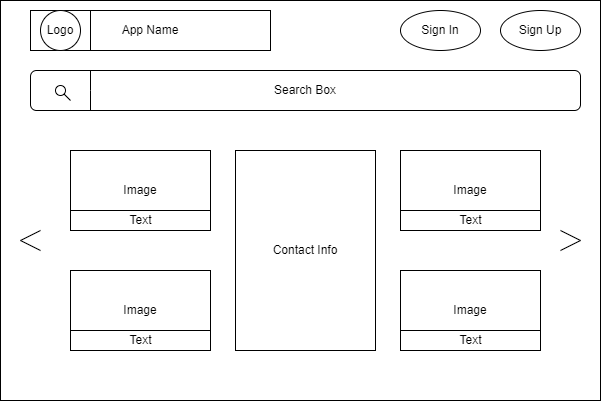 Logo
App Name
Sign In
Sign Up
Search Box
Image
Text
Contact Info
Image
Text
Image
Text
Image
Text